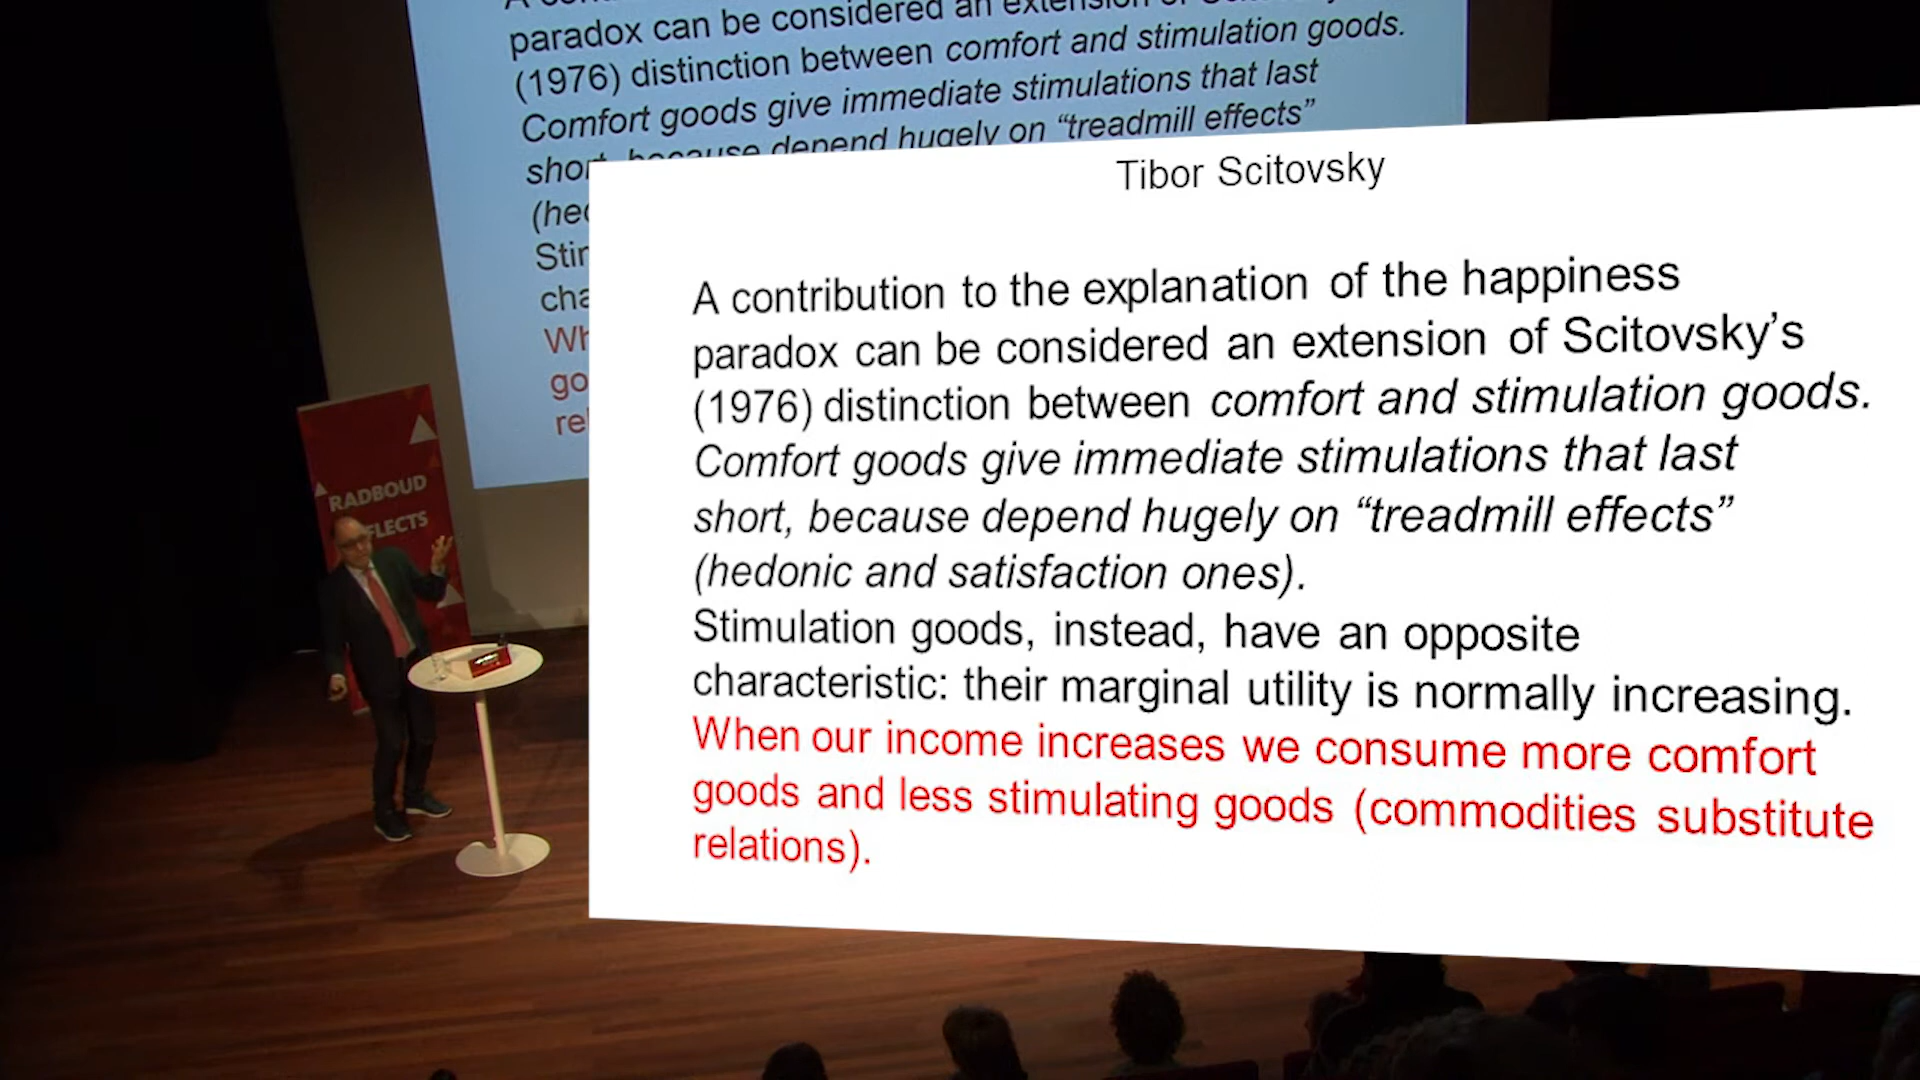 paradox can be considered an extension of
(1976) distinction between comfort and stimulation goods.
Comfort goods give immediate stimulations that last
short, because depend hugely on “treadmill effects”
RADBOUD
Tibor Scitovsky
A contribution to the explanation of the happiness
paradox can be considered an extension of Scitovsky’s
(1976) distinction between comfort and stimulation goods.
Comfort goods give immediate stimulations that last
short, because depend hugely on “treadmill effects”
(hedonic and satisfaction ones).
Stimulation goods, instead, have an opposite
characteristic: their marginal utility is normally increasing.
When our income increases we consume more comfort
goods and less stimulating goods (commodities substitute
relations).